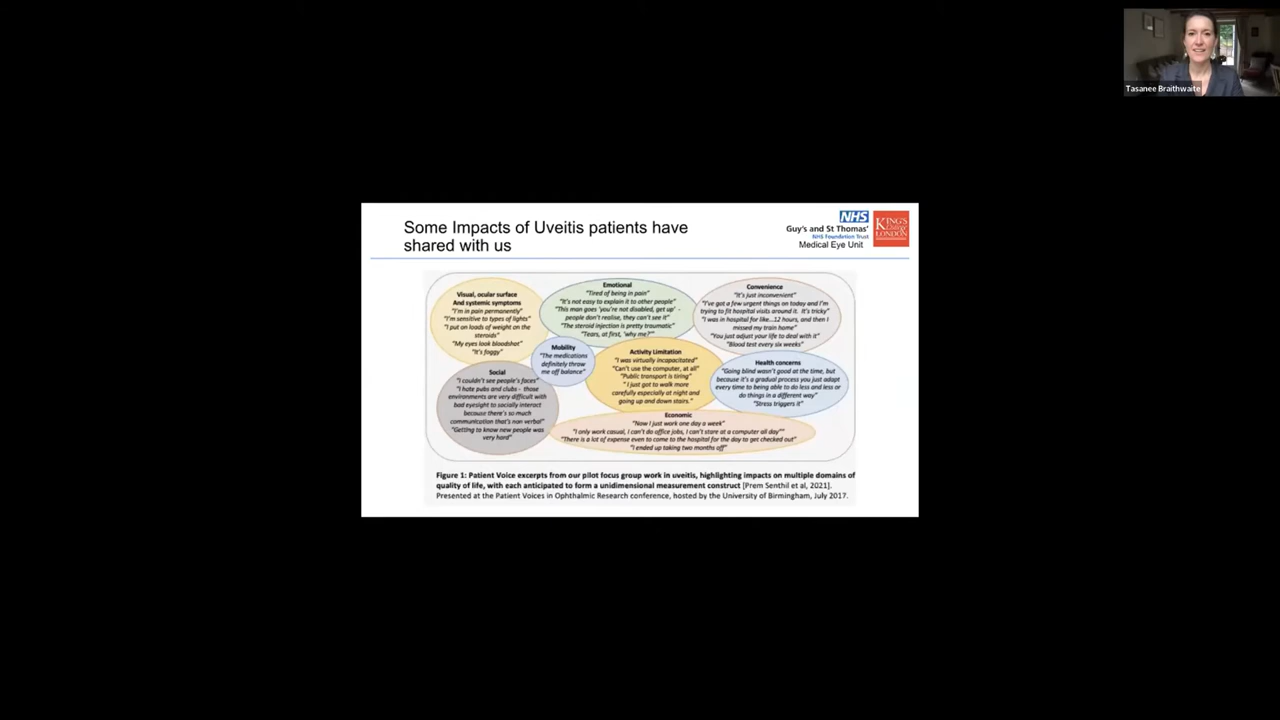 Tasanee Braithwaite
Some Impacts of Uveitis patients have
shared with us
NHS
Guy's and St Thomas'
NHS Foundation Trust
Medical Eye Unit
KING'S
College
LONDON
Visual, ocular surface
And systemic symptoms
"I'm in pain permanently"
"I'm sensitive to types of lights"
"I put on loads of weight on the
steroids"
"My eyes look bloodshot"
"It's foggy"
Emotional
"Tired of being in pain"
"It's not easy to explain it to other people"
"This man goes 'you're not disabled, get up' -
people don't realise, they can't see it"
"The steroid injection is pretty traumatic"
"Tears, at first, 'why me?'"
Convenience
"It's just inconvenient"
"I've got a few urgent things on today and I'm
trying to fit hospital visits around it. It's tricky"
"I was in hospital for like...12 hours, and then I
missed my train home"
"You just adjust your life to deal with it"
"Blood test every six weeks"
Mobility
"The medications
definitely throw
me off balance"
Activity Limitation
"I was virtually incapacitated"
"Can't use the computer, at all"
"Public transport is tiring"
"I just got to walk more
carefully especially at night and
going up and down stairs."
Health concerns
"Going blind wasn't good at the time, but
because it's a gradual process you just adapt
every time to being able to do less and less or
do things in a different way"
"Stress triggers it"
Social
"I couldn't see people's faces"
"I hate pubs and clubs - those
environments are very difficult with
bad eyesight to socially interact
because there's so much
communication that's non verbal"
"Getting to know new people was
very hard"
Economic
"Now I just work one day a week"
"I only work casual, I can't do office jobs, I can't stare at a computer all day""
"There is a lot of expense even to come to the hospital for the day to get checked out"
"I ended up taking two months off"
Figure 1: Patient Voice excerpts from our pilot focus group work in uveitis, highlighting impacts on multiple domains of
quality of life, with each anticipated to form a unidimensional measurement construct [Prem Senthil et al, 2021].
Presented at the Patient Voices in Ophthalmic Research conference, hosted by the University of Birmingham, July 2017.